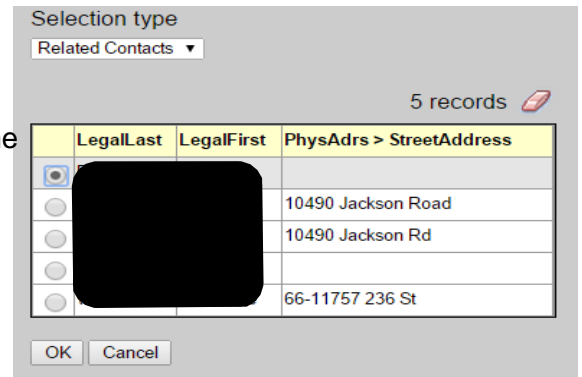 Selection type
Related Contacts ▼
5 records
LegalLast LegalFirst PhysAdrs > StreetAddress
10490 Jackson Road
10490 Jackson Rd
66-11757 236 St
OK Cancel